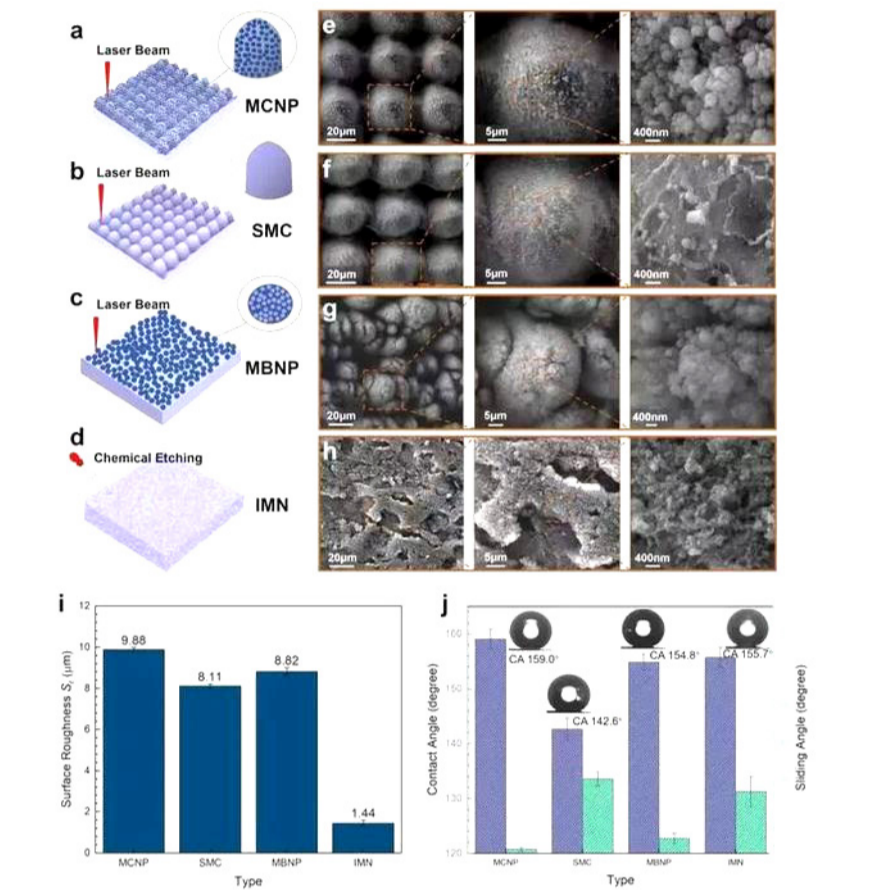 a
Laser Beam
MCNP
b
Laser Beam
SMC
c
Laser Beam
MBNP
d
Chemical Etching
IMN
e
20μm
5μm
400nm
f
20μm
5μm
400nm
g
20μm
5μm
400nm
h
20μm
5μm
400nm
i
12
10
8
6
4
2
0
Surface Roughness
(μm)
9.88
8.11
8.82
1.44
MCNP
SMC
MBNP
IMN
Type
j
160
150
140
130
120
Contact Angle (degree)
CA 159.0°
CA 142.6°
CA 154.8°
CA 155.7°
MCNP
SMC
MBNP
IMN
Type
Sliding Angle (degree)